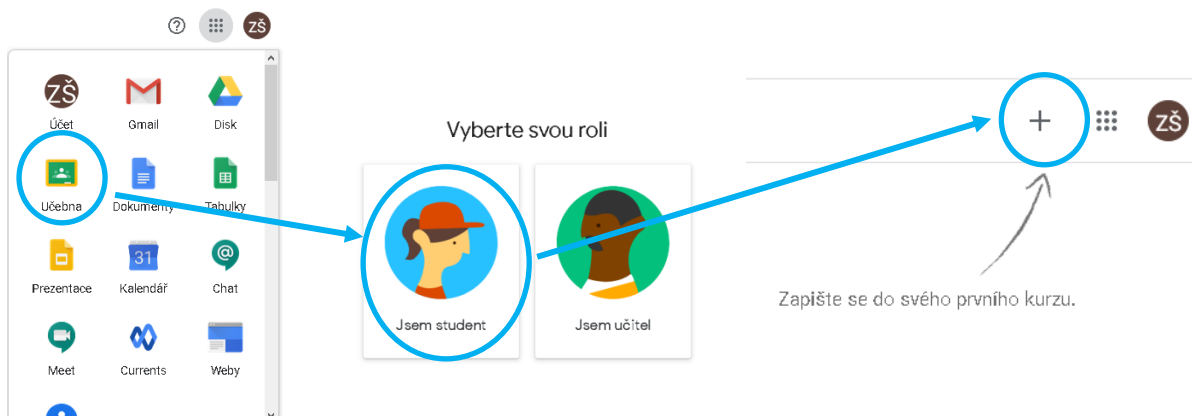 ZŠ
ZŠ
Účet
Gmail
Disk
Učebna
Dokumenty
Tabulky
Prezentace
31
Kalendář
Chat
Meet
Currents
Weby
Vyberte svou roli
Jsem student
Jsem učitel
ZŠ
Zapište se do svého prvního kurzu.